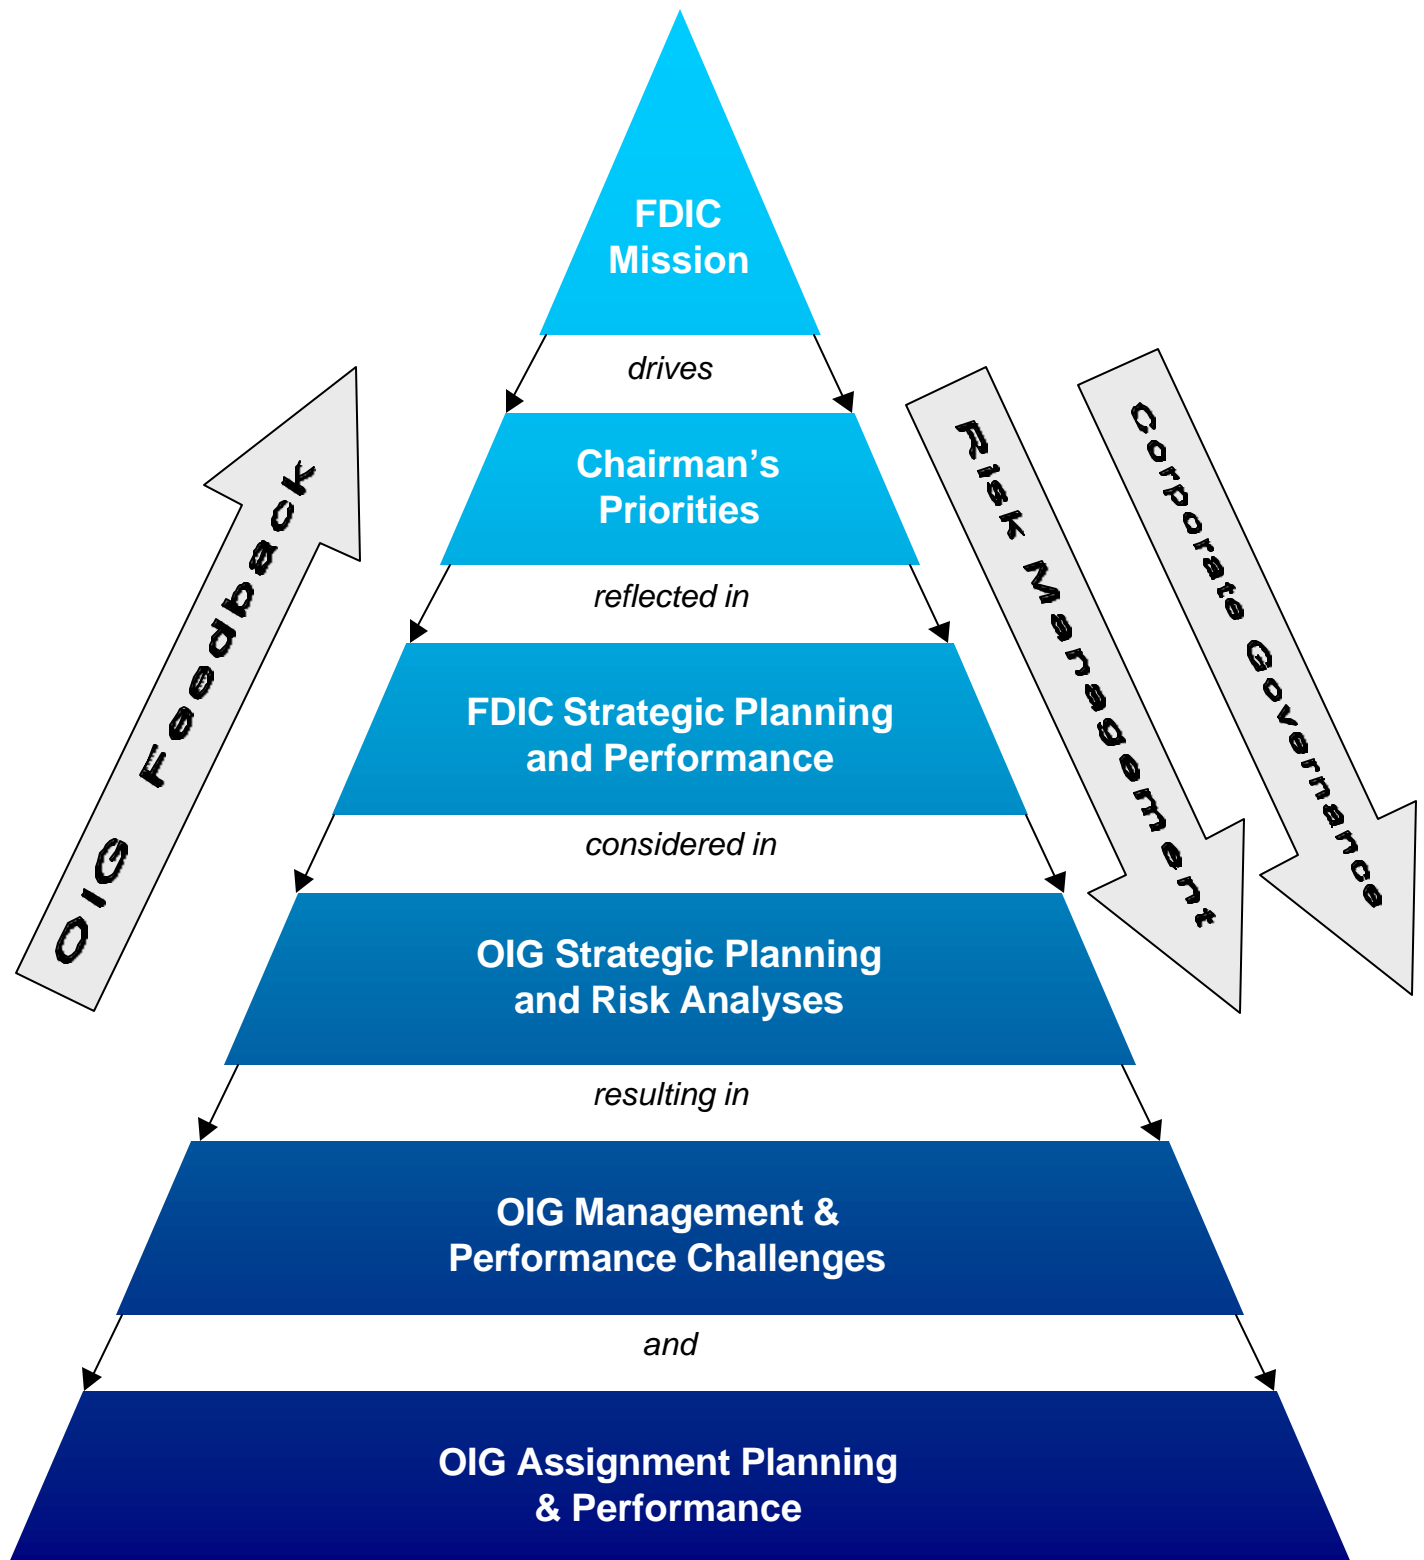 FDIC
Mission
drives
Chairman’s
Priorities
reflected in
FDIC Strategic Planning
and Performance
considered in
OIG Strategic Planning
and Risk Analyses
resulting in
OIG Management &
Performance Challenges
and
OIG Assignment Planning
& Performance
OIG Feedback
Risk Management
Corporate Governance